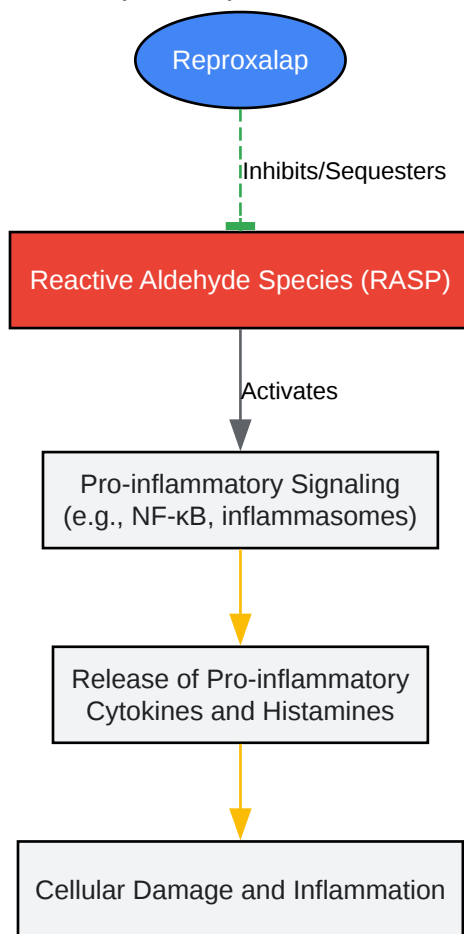 Reproxalap
Inhibits/Sequesters
Reactive Aldehyde Species (RASP)
Activates
Pro-inflammatory Signaling
(e.g., NF-κB, inflammasomes)
Release of Pro-inflammatory
Cytokines and Histamines
Cellular Damage and Inflammation